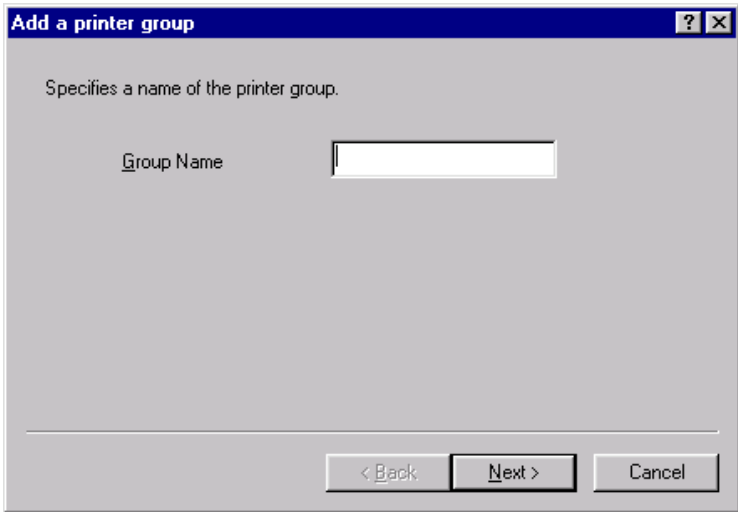 Add a printer group
Specifies a name of the printer group.
Group Name
< Back Next > Cancel